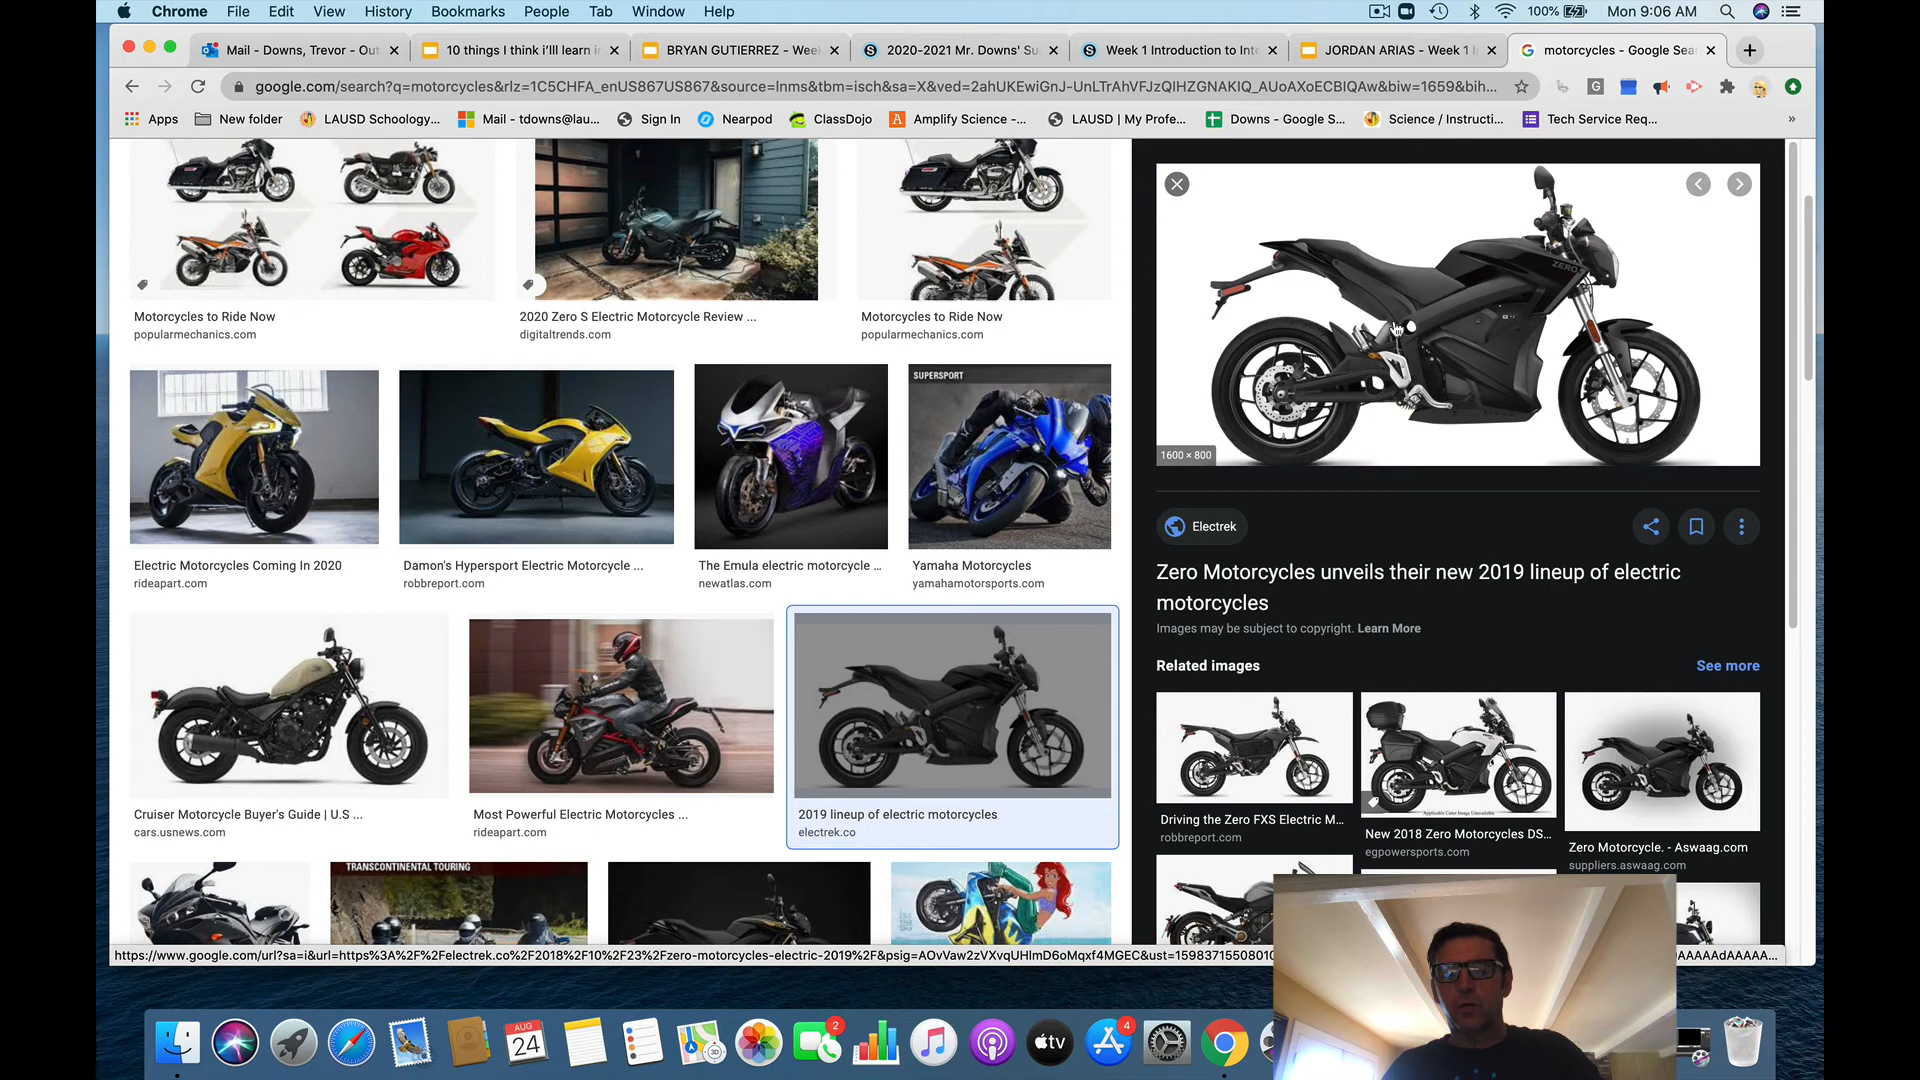 Chrome File Edit View History Bookmarks People Tab Window Help 100% Mon 9:06 AM
Mail - Downs, Trevor - Out
10 things I think i'lll learn i
BRYAN GUTIERREZ - Wee
2020-2021 Mr. Downs' Su
Week 1 Introduction to Int
JORDAN ARIAS - Week 1 I
motorcycles - Google Sea
google.com/search?q=motorcycles&rlz=1C5CHFA_enUS867US867&source=lnms&tbm=isch&sa=X&ved=2ahUKEwiGnJ-UnLTrAhVFJzQIHZGNAKIQ_AUoAXoECBIQAw&biw=1659&bih...
Apps New folder LAUSD Schoology... Mail - tdowns@lau... Sign In Nearpod ClassDojo Amplify Science -... LAUSD | My Profe... Downs - Google S... Science / Instructi... Tech Service Req... »
Motorcycles to Ride Now
popularmechanics.com
2020 Zero S Electric Motorcycle Review ...
digitaltrends.com
Motorcycles to Ride Now
popularmechanics.com
SUPERSPORT
Electric Motorcycles Coming In 2020
rideapart.com
Damon's Hypersport Electric Motorcycle ...
robbreport.com
The Emula electric motorcycle ...
newatlas.com
Yamaha Motorcycles
yamahamotorsports.com
Cruiser Motorcycle Buyer's Guide | U.S ...
cars.usnews.com
Most Powerful Electric Motorcycles ...
rideapart.com
2019 lineup of electric motorcycles
electrek.co
TRANSCONTINENTAL TOURING
ZERO
1600 × 800
Electrek
Zero Motorcycles unveils their new 2019 lineup of electric
motorcycles
Images may be subject to copyright. Learn More
Related images
See more
Driving the Zero FXS Electric M...
robbreport.com
New 2018 Zero Motorcycles DS...
egpowersports.com
Zero Motorcycle. - Aswaag.com
suppliers.aswaag.com
https://www.google.com/url?sa=i&url=https%3A%2F%2Felectrek.co%2F2018%2F10%2F23%2Fzero-motorcycles-electric-2019%2F&psig=AOvVaw2zVXvqUHlmD6oMqxf4MGEC&ust=15983715508010
AUG
24
3D
2
tv
4